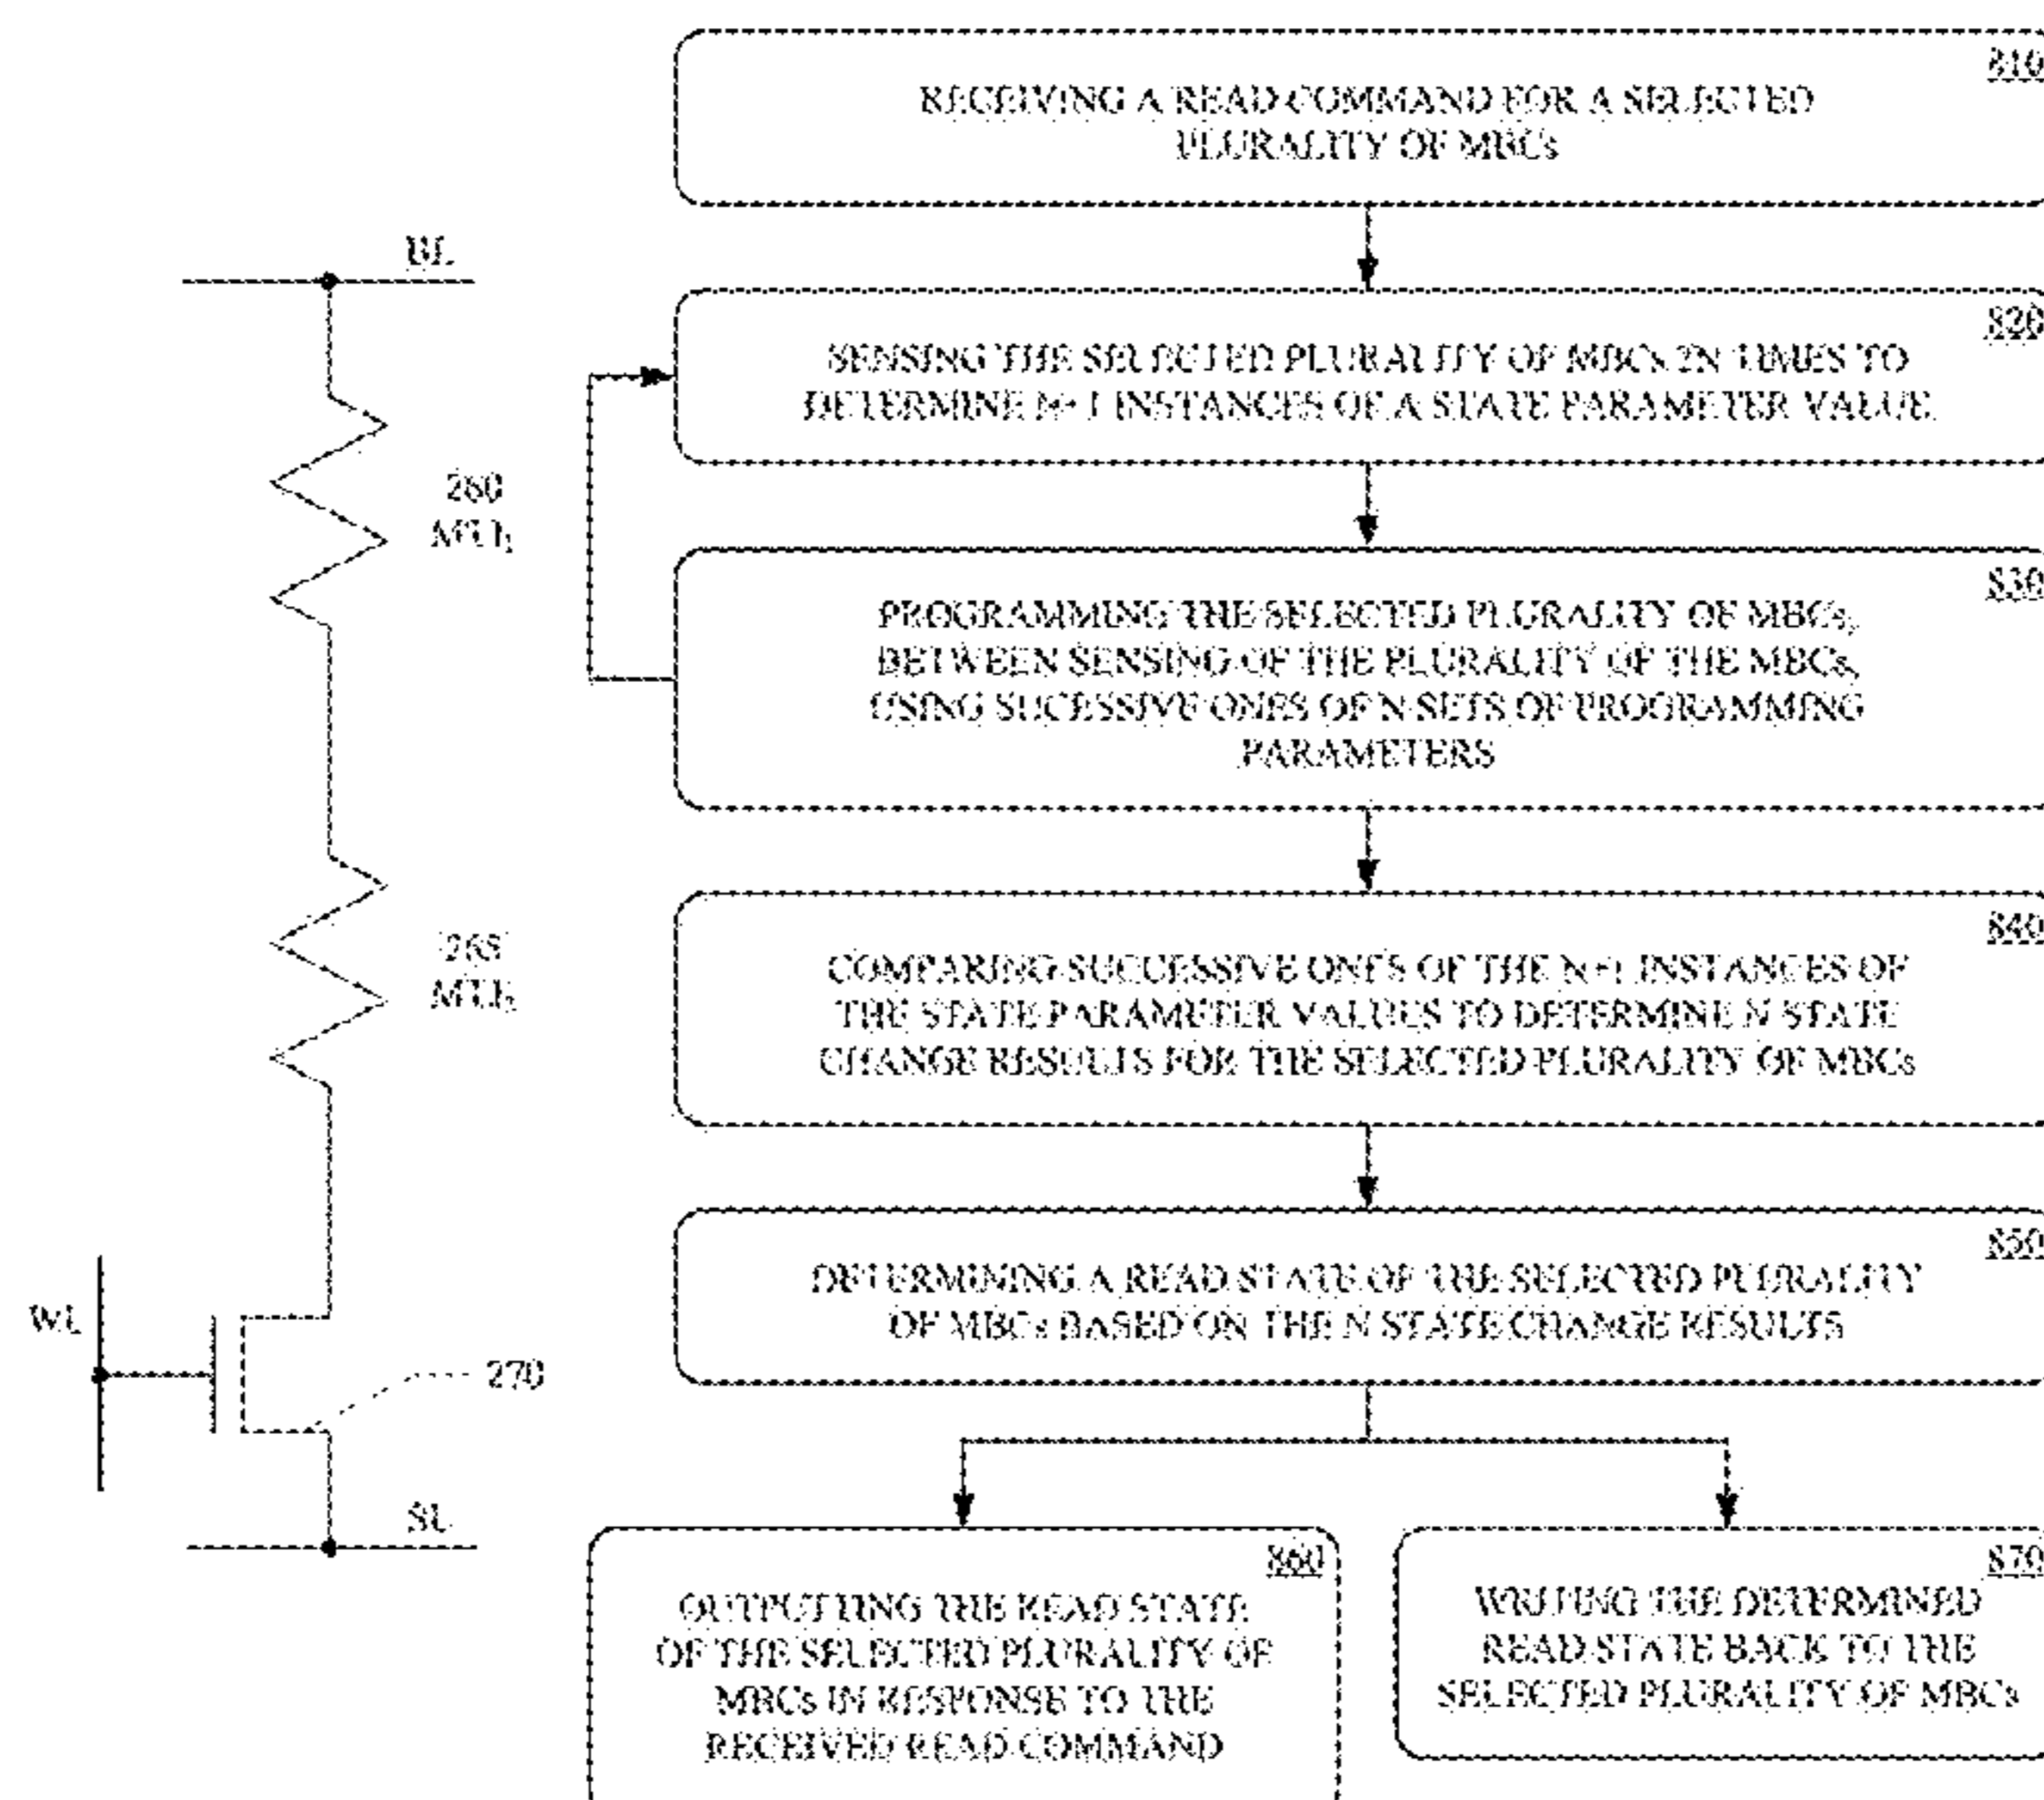 BL
260
MTJ1
265
MTJ2
WL
270
SL
810
RECEIVING A READ COMMAND FOR A SELECTED
PLURALITY OF MBCs
820
SENSING THE SELECTED PLURALITY OF MBCs 2N TIMES TO
DETERMINE N+1 INSTANCES OF A STATE PARAMETER VALUE
830
PROGRAMMING THE SELECTED PLURALITY OF MBCs,
BETWEEN SENSING OF THE PLURALITY OF THE MBCs,
USING SUCESSIVE ONES OF N SETS OF PROGRAMMING
PARAMETERS
840
COMPARING SUCCESSIVE ONES OF THE N+1 INSTANCES OF
THE STATE PARAMETER VALUES TO DETERMINE N STATE
CHANGE RESULTS FOR THE SELECTED PLURALITY OF MBCs
850
DETERMINING A READ STATE OF THE SELECTED PLURALITY
OF MBCs BASED ON THE N STATE CHANGE RESULTS
860
OUTPUTTING THE READ STATE
OF THE SELECTED PLURALITY OF
MBCs IN RESPONSE TO THE
RECEIVED READ COMMAND
870
WRITING THE DETERMINED
READ STATE BACK TO THE
SELECTED PLURALITY OF MBCs